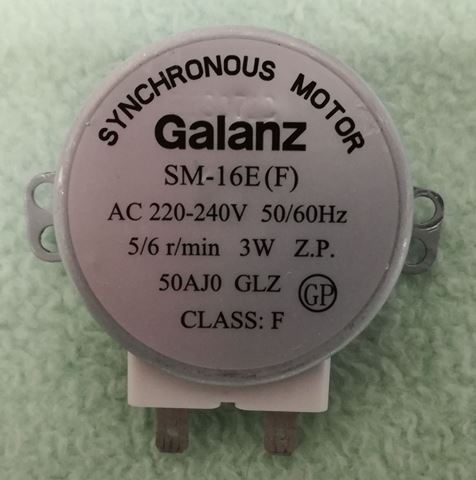 SYNCHRONOUS MOTOR
Galanz
SM-16E(F)
AC 220-240V 50/60Hz
5/6 r/min 3W Z.P.
50AJ0 GLZ GP
CLASS: F